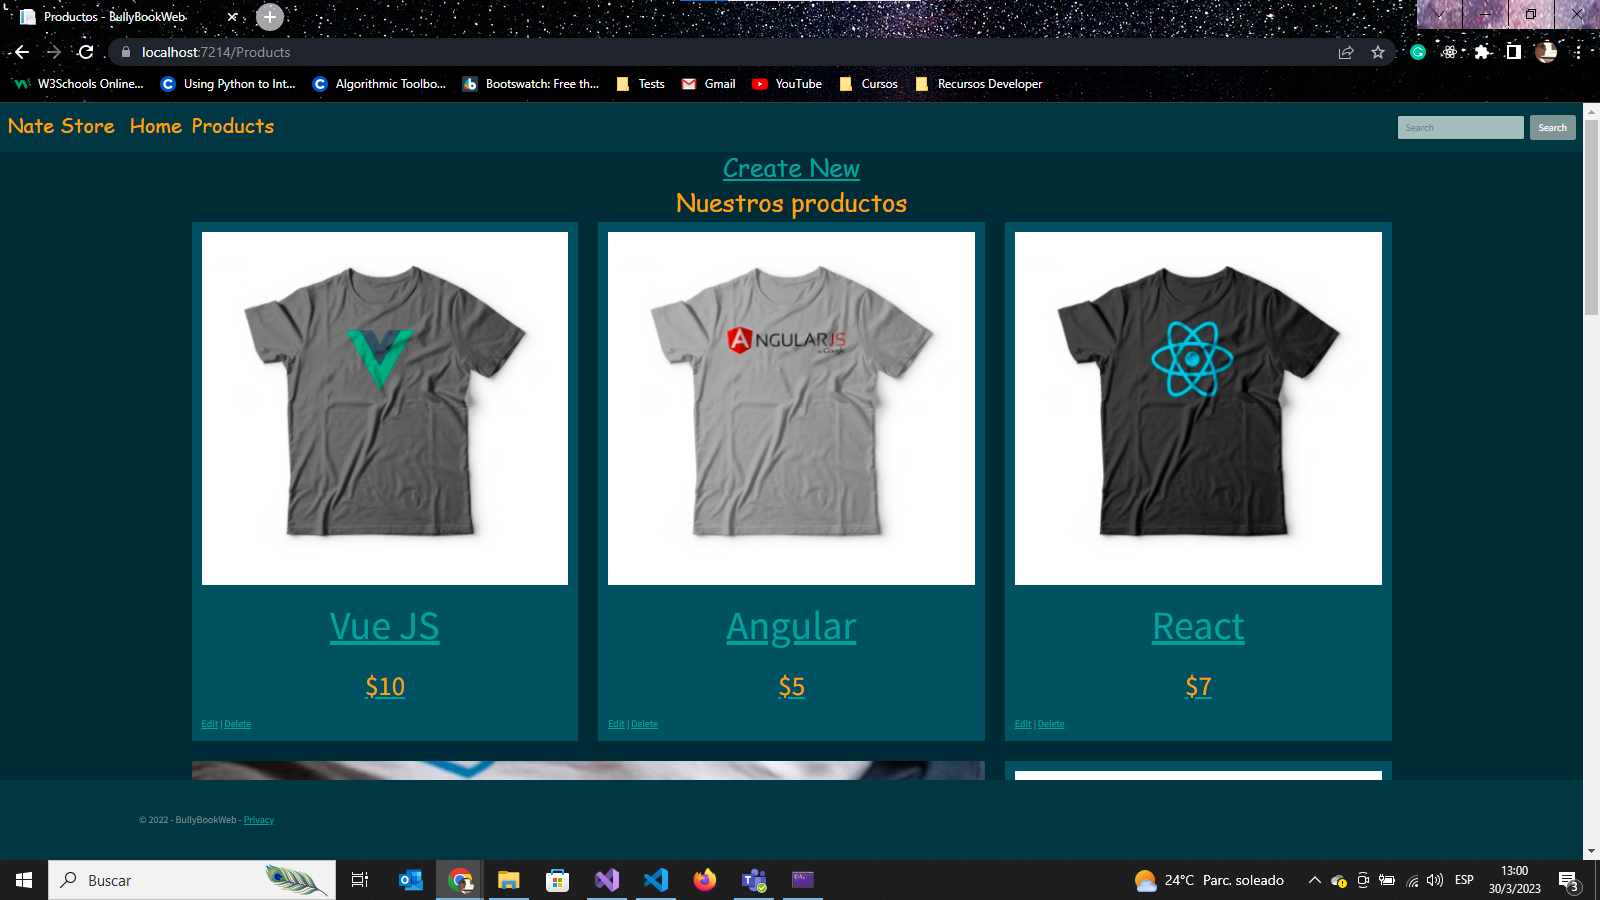 Productos - BullyBookWeb
localhost:7214/Products
W3Schools Online... Using Python to Int... Algorithmic Toolbo... Bootswatch: Free th... Tests Gmail YouTube Cursos Recursos Developer
Nate Store Home Products Search Search
Create New
Nuestros productos
ANGULARJS
by Google
Vue JS Angular React
$10 $5 $7
Edit | Delete Edit | Delete Edit | Delete
© 2022 - BullyBookWeb - Privacy
Buscar 24°C Parc. soleado ESP 13:00
30/3/2023 3